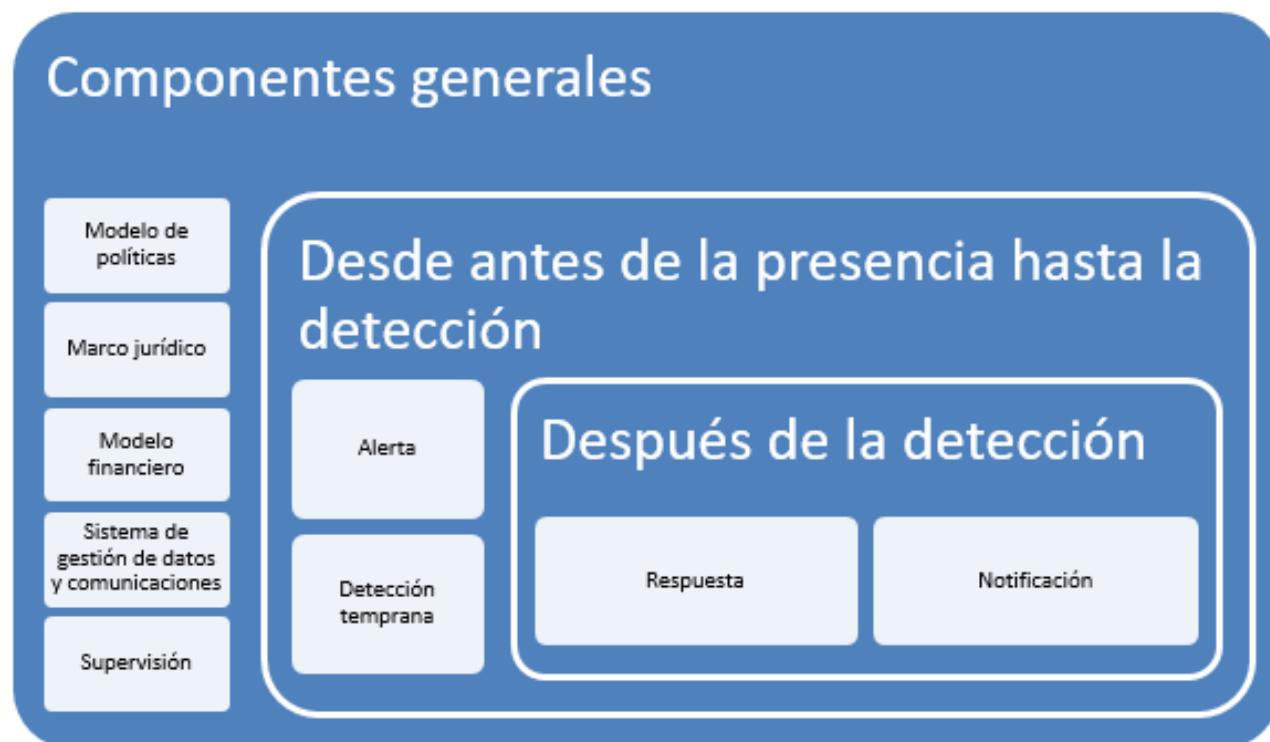 Componentes generales
Modelo de
políticas
Marco jurídico
Modelo
financiero
Sistema de
gestión de datos
y comunicaciones
Supervisión
Desde antes de la presencia hasta la
detección
Alerta
Detección
temprana
Después de la detección
Respuesta
Notificación